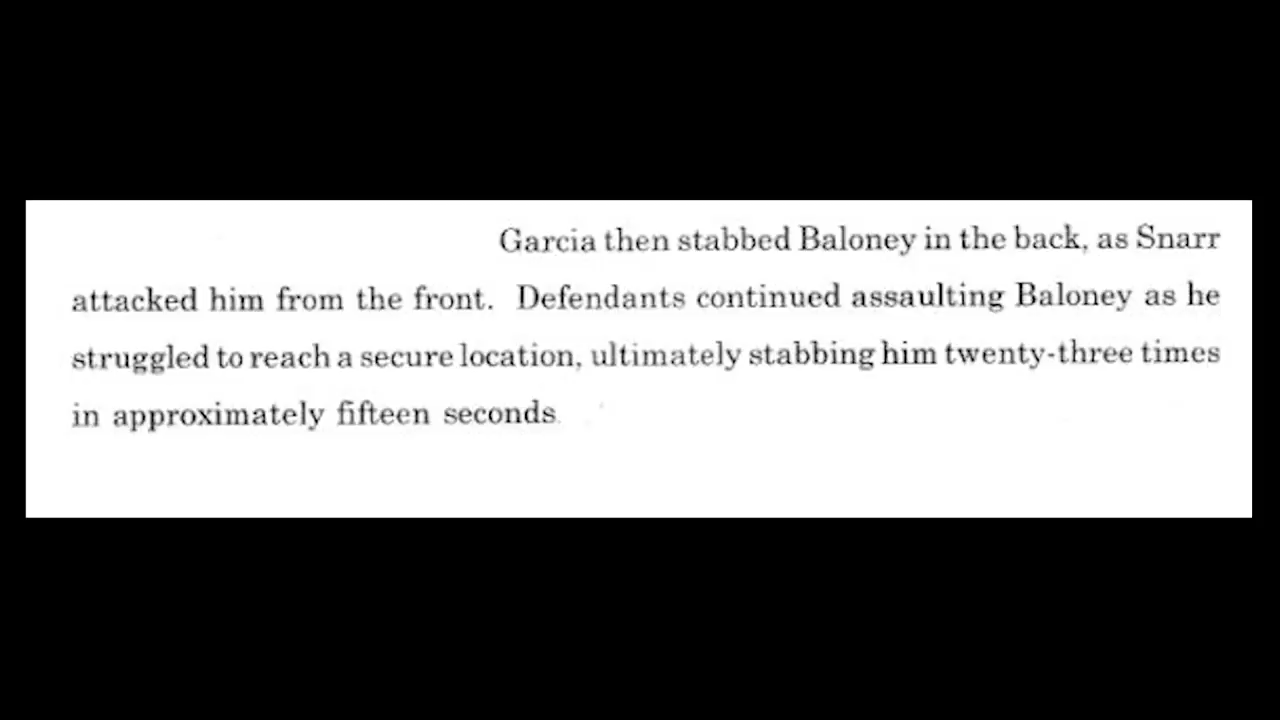 Garcia then stabbed Baloney in the back, as Snarr
attacked him from the front. Defendants continued assaulting Baloney as he
struggled to reach a secure location, ultimately stabbing him twenty-three times
in approximately fifteen seconds.